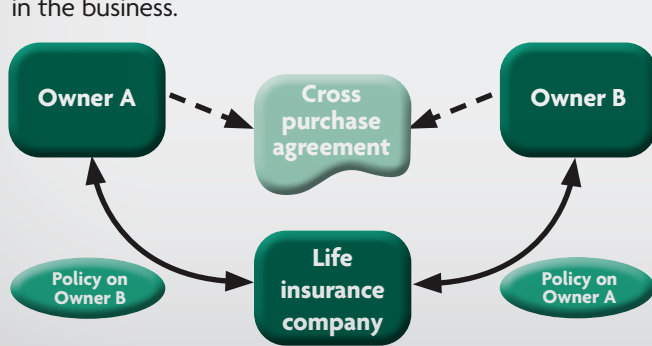 in the business.
Owner A
Cross
purchase
agreement
Owner B
Policy on
Owner B
Life
insurance
company
Policy on
Owner A